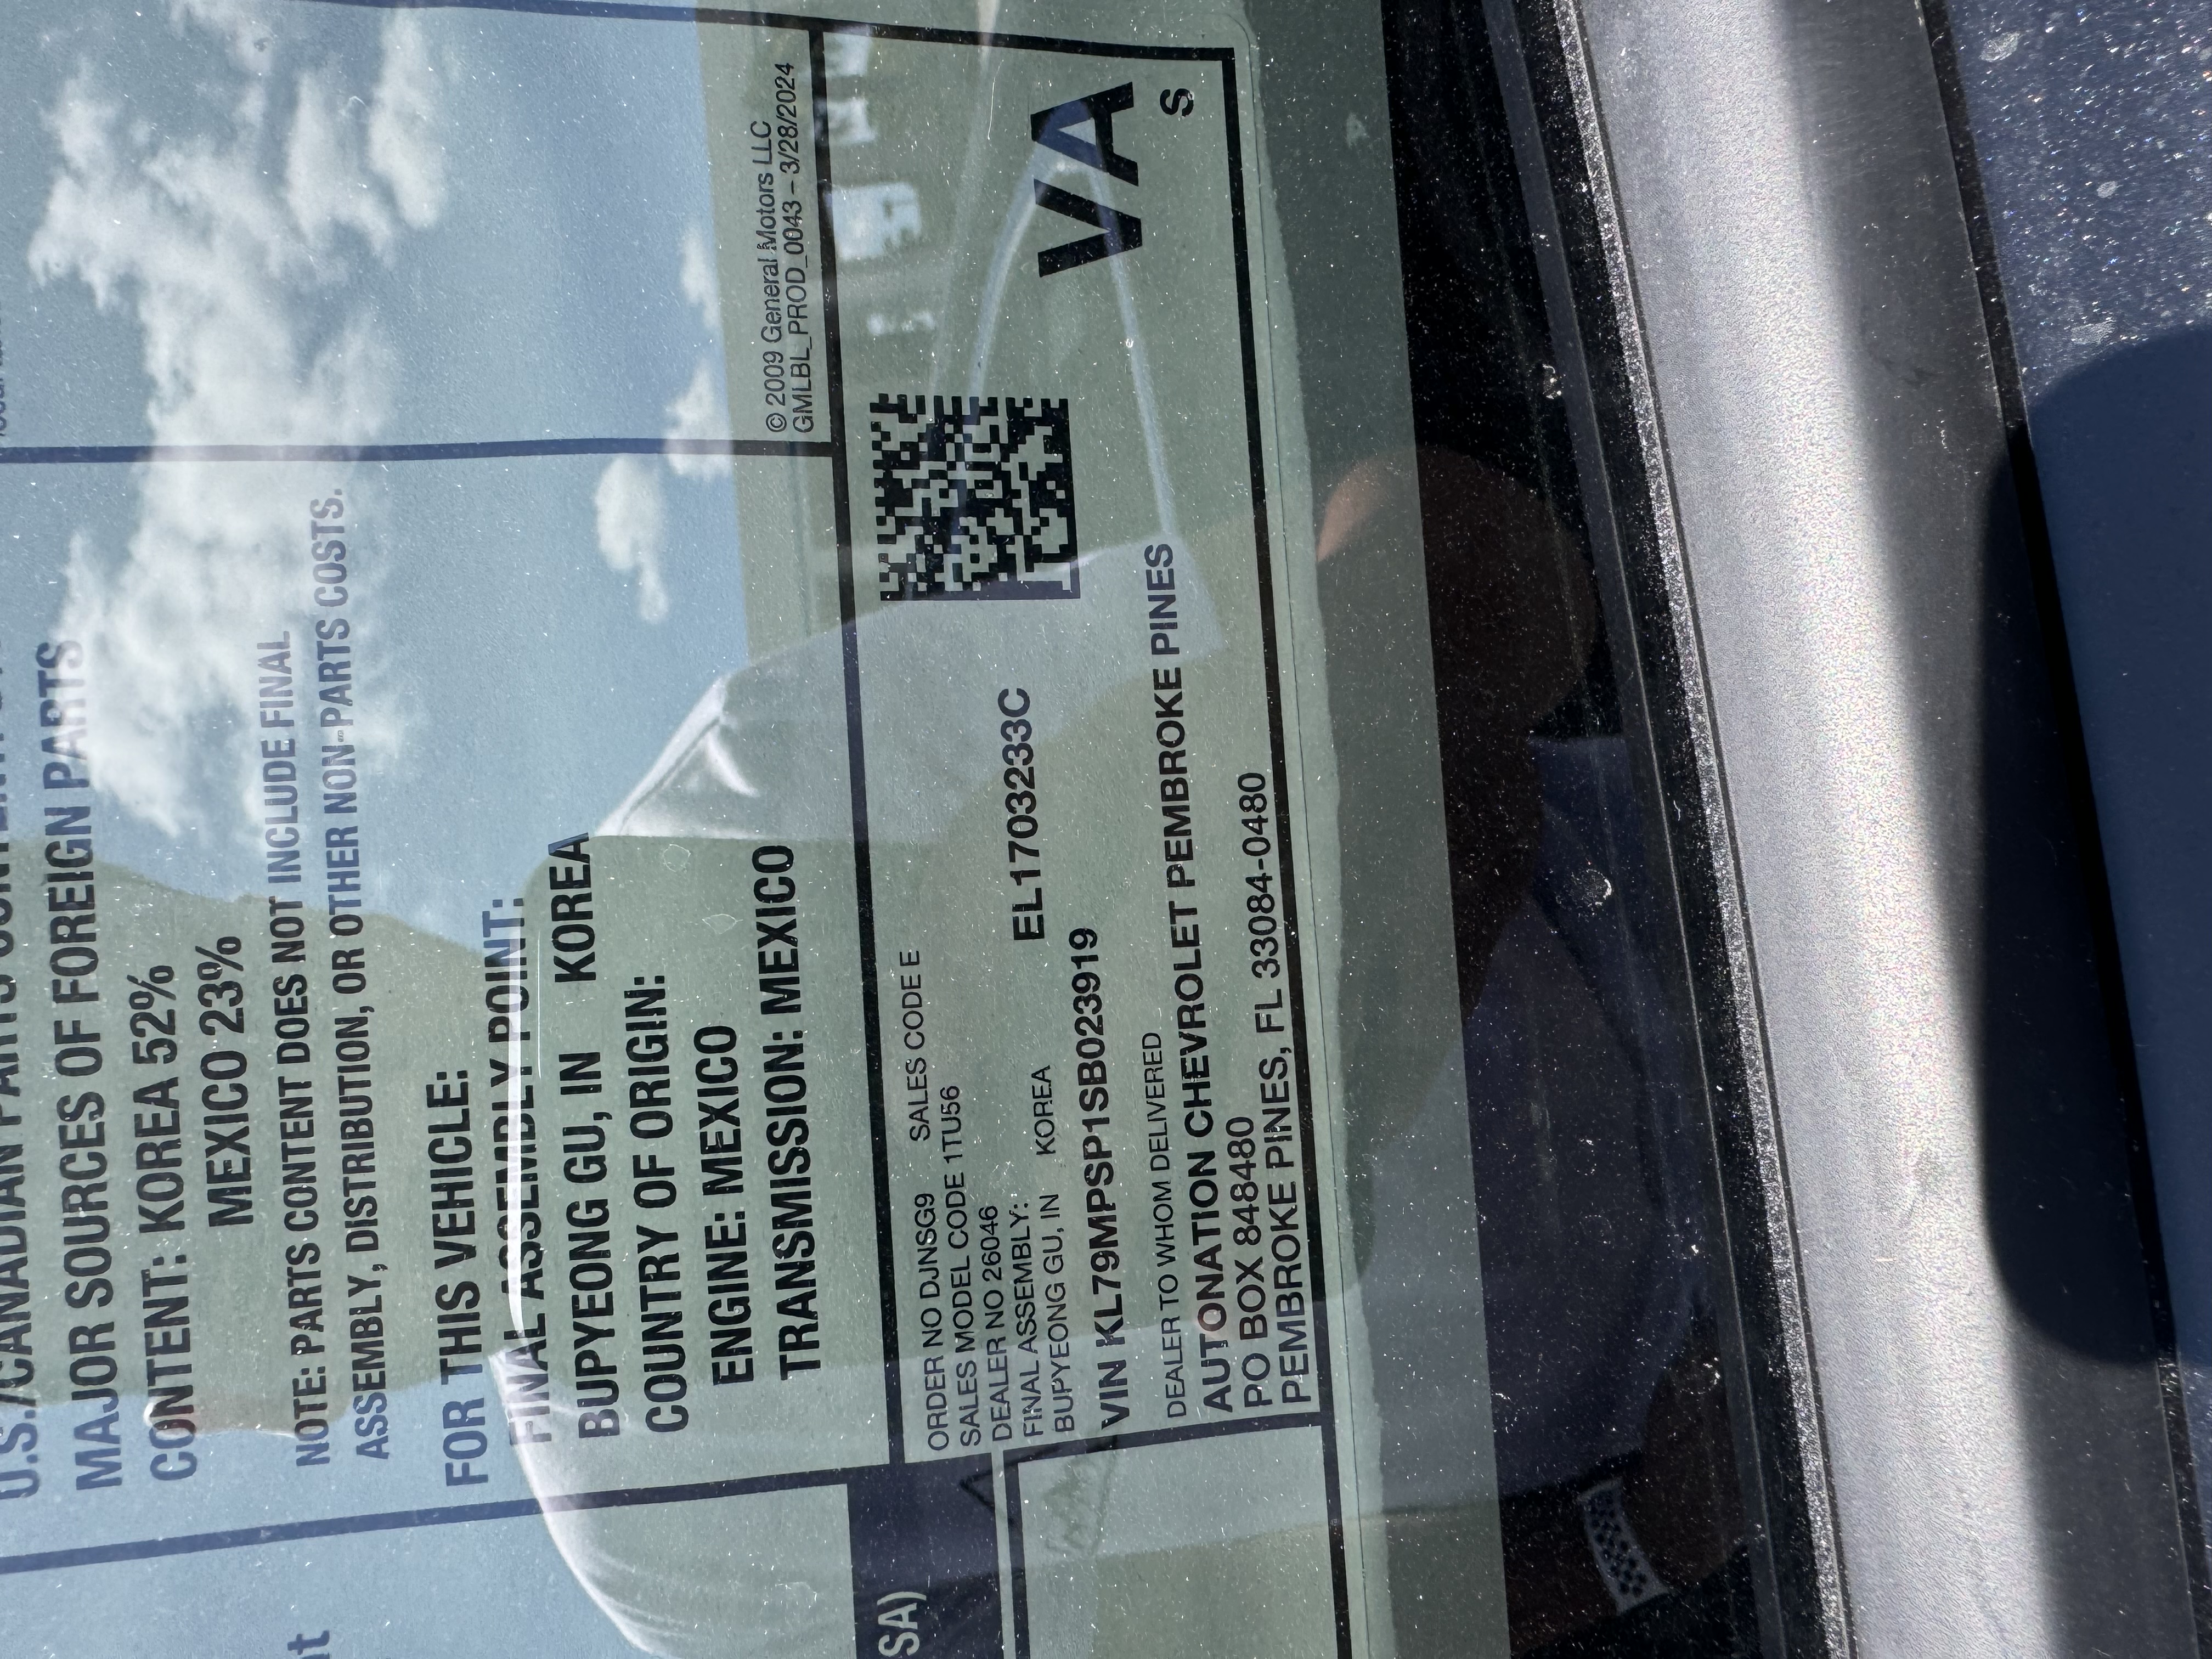 U.S./CANADIAN PARTS
MAJOR SOURCES OF FOREIGN PARTS
CONTENT: KOREA 52%
MEXICO 23%
NOTE: PARTS CONTENT DOES NOT INCLUDE FINAL
ASSEMBLY, DISTRIBUTION, OR OTHER NON-PARTS COSTS.
FOR THIS VEHICLE:
FINAL ASSEMBLY POINT:
BUPYEONG GU, IN KOREA
COUNTRY OF ORIGIN:
ENGINE: MEXICO
TRANSMISSION: MEXICO
© 2009 General Motors LLC
GMLBL_PROD_0043 – 3/28/2024
SA)
ORDER NO DJNSG9 SALES CODE E
SALES MODEL CODE 1TU56
DEALER NO 26046
FINAL ASSEMBLY:
BUPYEONG GU, IN KOREA
EL1703233C
VIN KL79MPSP1SB023919
DEALER TO WHOM DELIVERED
AUTONATION CHEVROLET PEMBROKE PINES
PO BOX 848480
PEMBROKE PINES, FL 33084-0480
VA
S